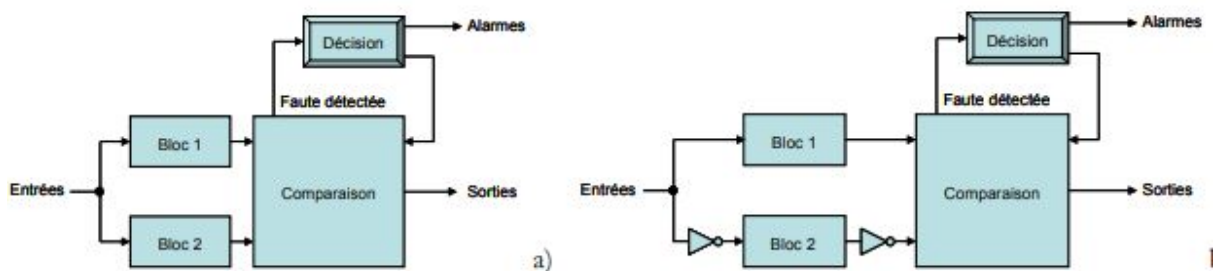 Décision
Alarmes
Faute détectée
Bloc 1
Entrées
Comparaison
Sorties
Bloc 2
a)
Décision
Alarmes
Faute détectée
Bloc 1
Entrées
Comparaison
Sorties
Bloc 2